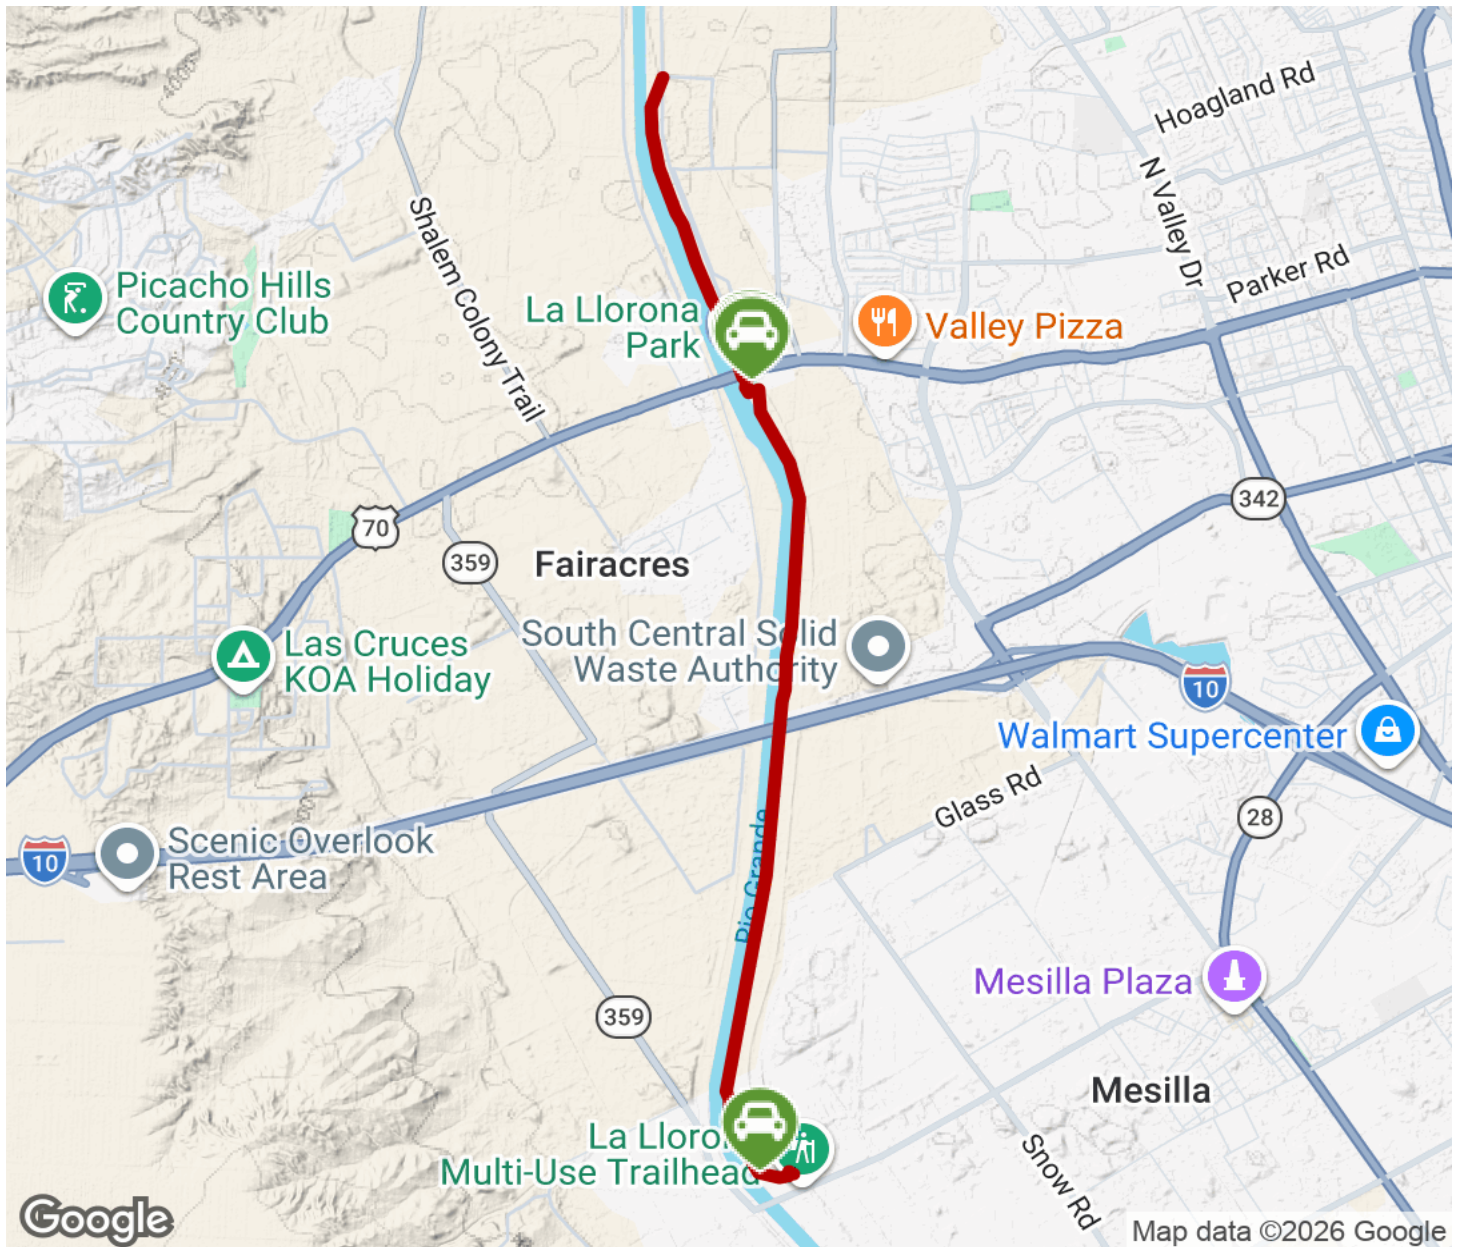 4000
Hoagland Rd
N Valley Dr
Shalem Colony Trail
Parker Rd
Picacho Hills
Country Club
La Llorona
Park
Valley Pizza
342
70
359
Fairacres
South Central Solid
Waste Authority
Las Cruces
KOA Holiday
10
Walmart Supercenter
Glass Rd
28
Scenic Overlook
Rest Area
10
Rio Grande
Mesilla Plaza
359
Mesilla
La Lloro
Multi-Use Trailhead
Snow Rd
Google
Map data ©2026 Google